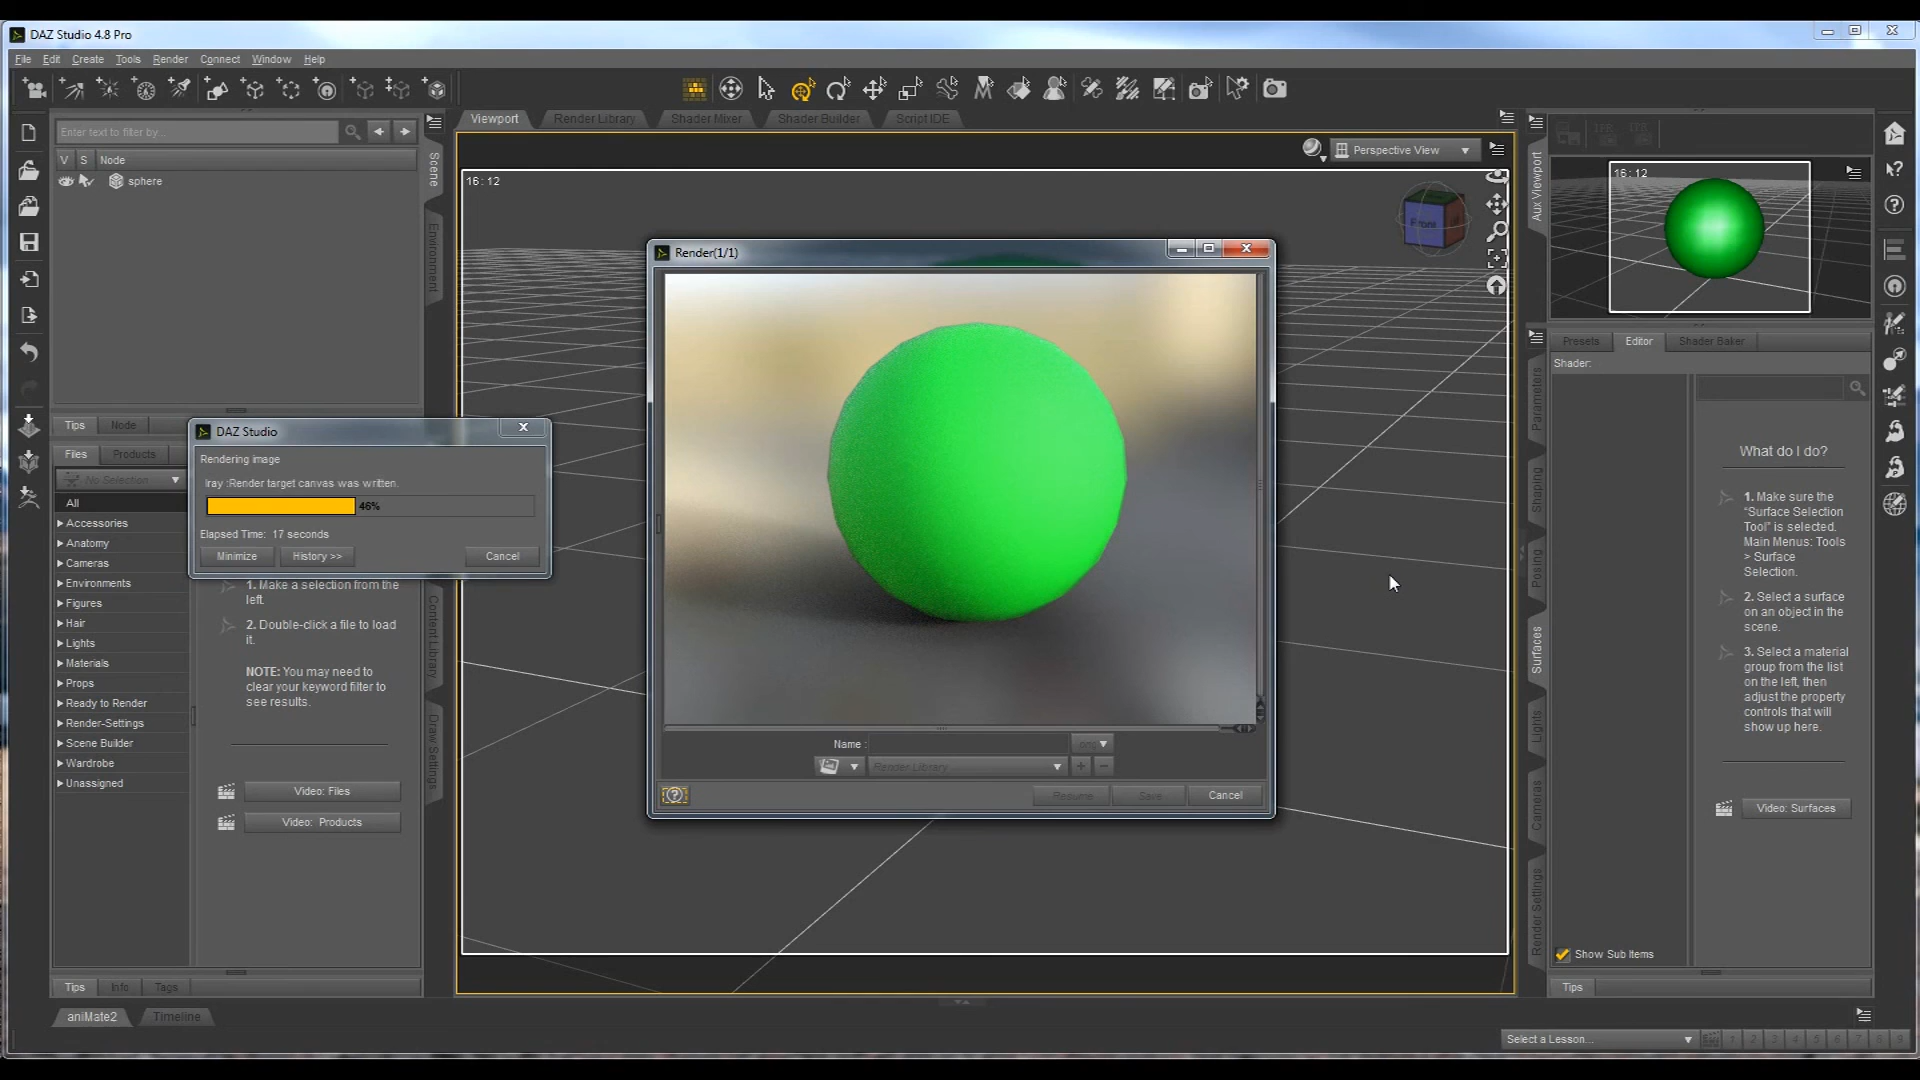 DAZ Studio 4.8 Pro
File Edit Create Tools Render Connect Window Help
Viewport Render Library Shader Mixer Shader Builder Script IDE
Enter text to filter by...
V S Node
sphere
Scene
Environment
16 : 12
Perspective View
Front
Aux Viewport
16 : 12
Render(1/1)
Name :
Render Library
Resume Save Cancel
Tips Node
Files Products
No Selection
All
Accessories
Anatomy
Cameras
Environments
Figures
Hair
Lights
Materials
Props
Ready to Render
Render-Settings
Scene Builder
Wardrobe
Unassigned
DAZ Studio
Rendering image
Iray :Render target canvas was written.
46%
Elapsed Time: 17 seconds
Minimize History >> Cancel
1. Make a selection from the
left.
2. Double-click a file to load
it.
NOTE: You may need to
clear your keyword filter to
see results.
Video: Files
Video: Products
Content Library
Draw Settings
Tips Info Tags
aniMate2 Timeline
Parameters
Shaping
Posing
Surfaces
Lights
Cameras
Render Settings
Presets Editor Shader Baker
Shader:
What do I do?
1. Make sure the
“Surface Selection
Tool” is selected.
Main Menus: Tools
> Surface
Selection.
2. Select a surface
on an object in the
scene.
3. Select a material
group from the list
on the left, then
adjust the property
controls that will
show up here.
Video: Surfaces
Show Sub Items
Tips
Select a Lesson...
1 2 3 4 5 6 7 8 9